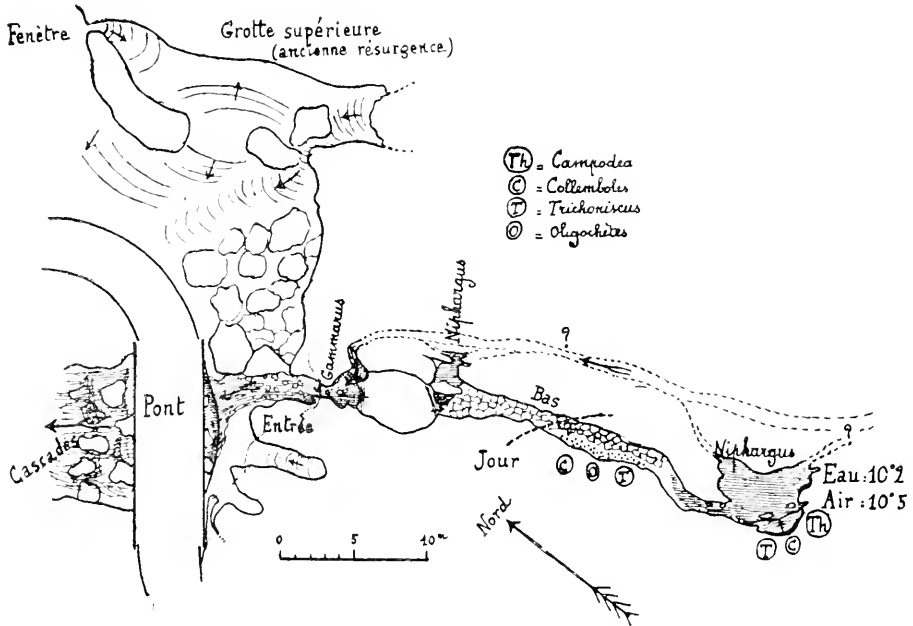 Fenêtre
Grotte supérieure
(ancienne résurgence)
Th = Campodea
C = Collemboles
T = Trichoniscus
O = Oligochètes
Gammarus
Niphargus
?
Pont
Entrée
Bas
Cascades
Jour
C O T
Niphargus
?
Eau : 10°2
Air : 10°5
Th
T C
Nord
0 5 10m